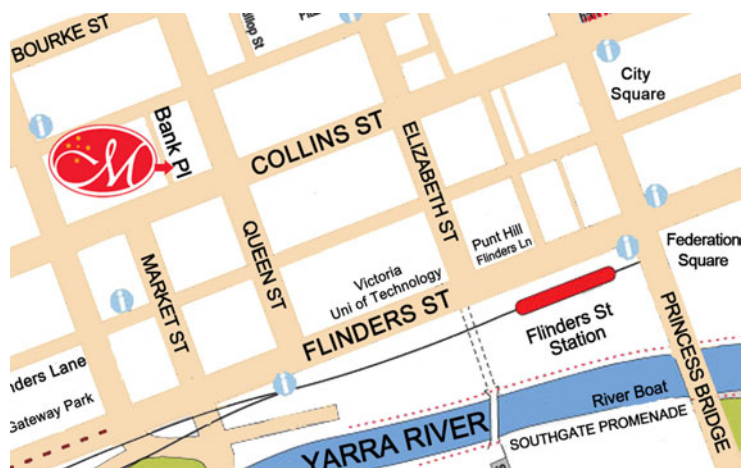 BOURKE ST
City
Square
Bank Pl
M
COLLINS ST
ELIZABETH ST
QUEEN ST
MARKET ST
Punt Hill
Flinders Ln
Federation
Square
Victoria
Uni of Technology
FLINDERS ST
Flinders St
Station
PRINCESS BRIDGE
nders Lane
Gateway Park
River Boat
YARRA RIVER
SOUTHGATE PROMENADE